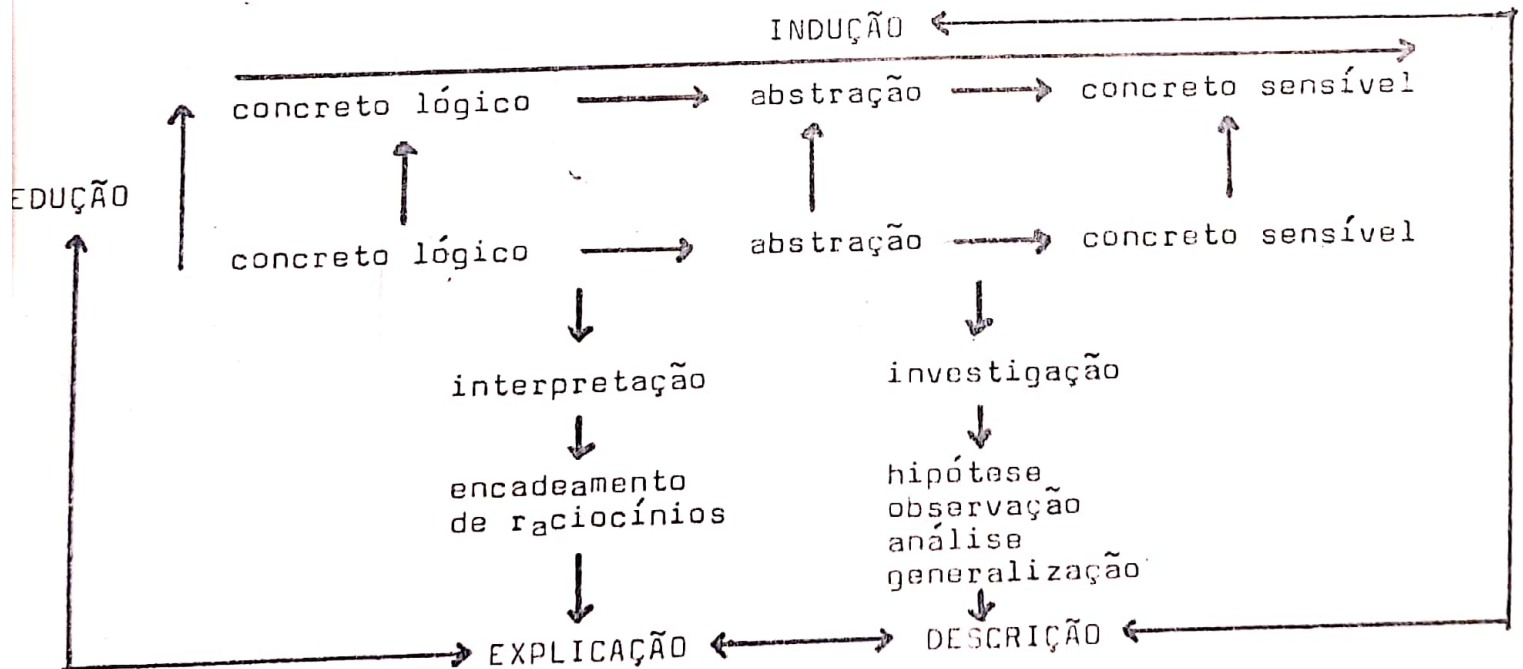 INDUÇÃO
concreto lógico abstração concreto sensível
EDUÇÃO
concreto lógico abstração concreto sensível
interpretação investigação
encadeamento hipótese
de raciocínios observação
análise
generalização
EXPLICAÇÃO DESCRIÇÃO